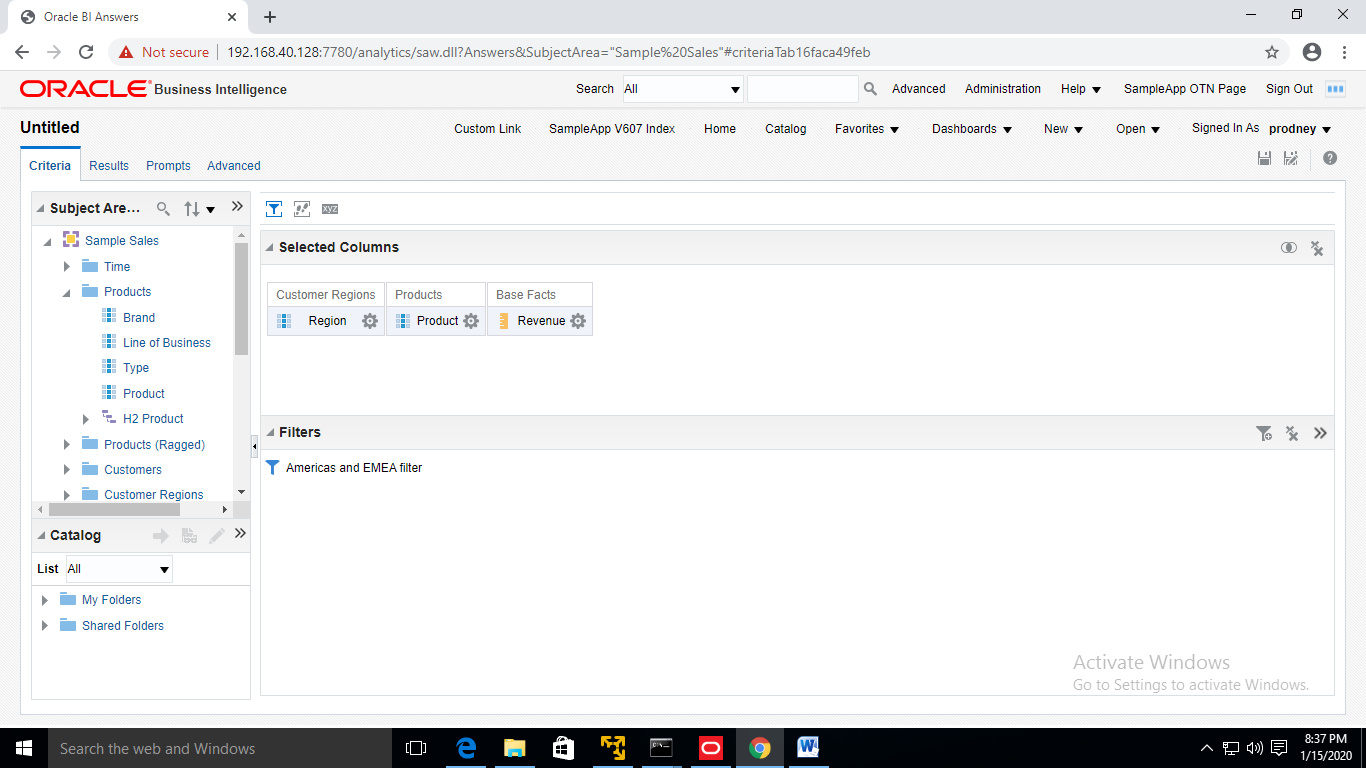 Oracle BI Answers
Not secure 192.168.40.128:7780/analytics/saw.dll?Answers&SubjectArea="Sample%20Sales"#criteriaTab16faca49feb
ORACLE Business Intelligence Search All Advanced Administration Help SampleApp OTN Page Sign Out
Untitled Custom Link SampleApp V607 Index Home Catalog Favorites Dashboards New Open Signed In As prodney
Criteria Results Prompts Advanced
Subject Are...
Sample Sales
Time
Products
Brand
Line of Business
Type
Product
H2 Product
Products (Ragged)
Customers
Customer Regions
Catalog
List All
My Folders
Shared Folders
xyz
Selected Columns
Customer Regions Products Base Facts
Region Product Revenue
Filters
Americas and EMEA filter
Activate Windows
Go to Settings to activate Windows.
Search the web and Windows
8:37 PM
1/15/2020